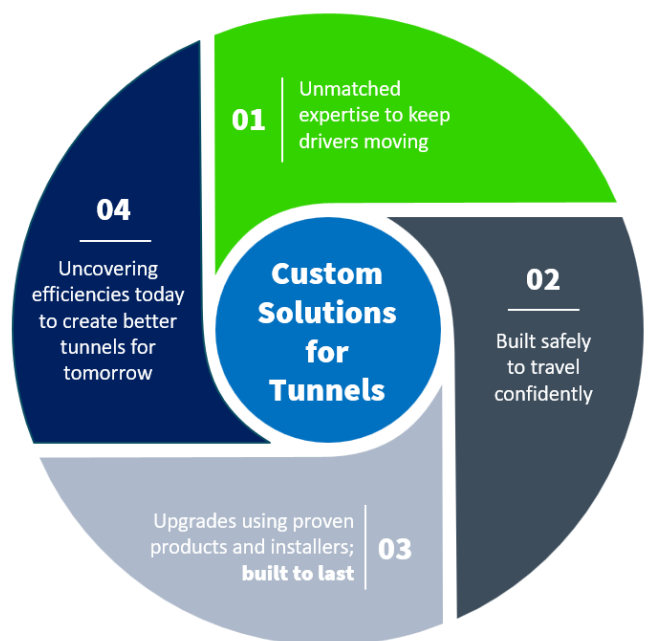 01
Unmatched
expertise to keep
drivers moving
02
Built safely
to travel
confidently
Upgrades using proven
products and installers;
built to last
03
04
Uncovering
efficiencies today
to create better
tunnels for
tomorrow
Custom
Solutions
for
Tunnels